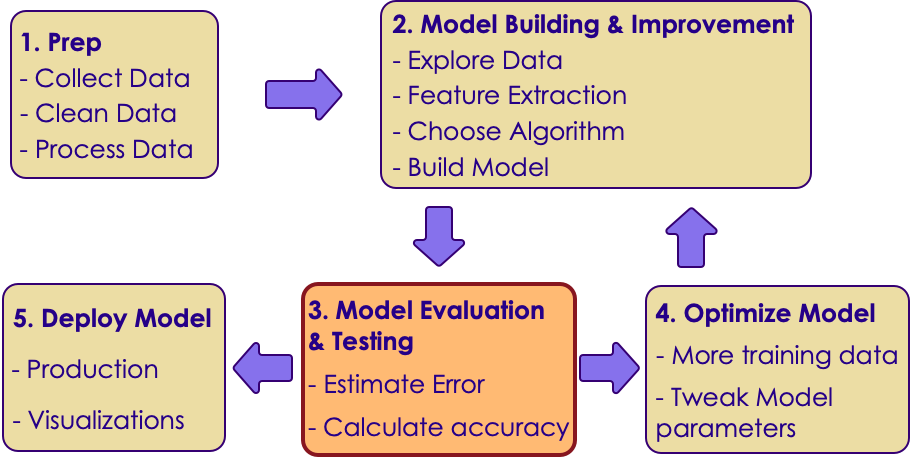 1. Prep
- Collect Data
- Clean Data
- Process Data
2. Model Building & Improvement
- Explore Data
- Feature Extraction
- Choose Algorithm
- Build Model
3. Model Evaluation
& Testing
- Estimate Error
- Calculate accuracy
4. Optimize Model
- More training data
- Tweak Model
parameters
5. Deploy Model
- Production
- Visualizations